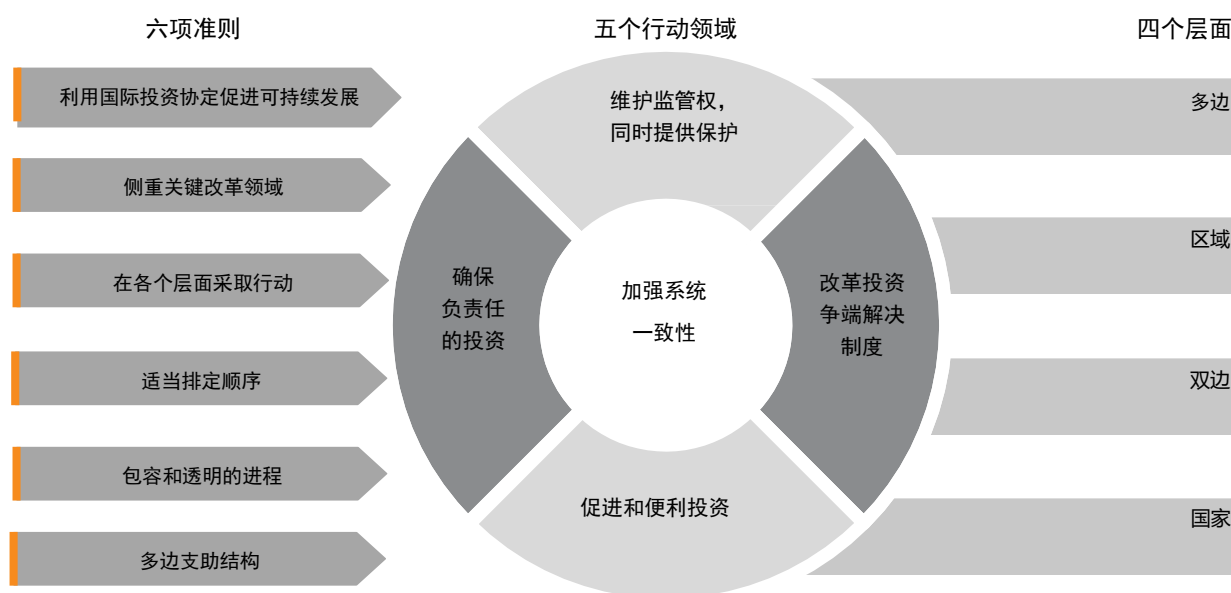 六项准则
五个行动领域
四个层面
利用国际投资协定促进可持续发展
侧重关键改革领域
在各个层面采取行动
适当排定顺序
包容和透明的进程
多边支助结构
维护监管权，
同时提供保护
确保
负责任
的投资
加强系统
一致性
改革投资
争端解决
制度
促进和便利投资
多边
区域
双边
国家